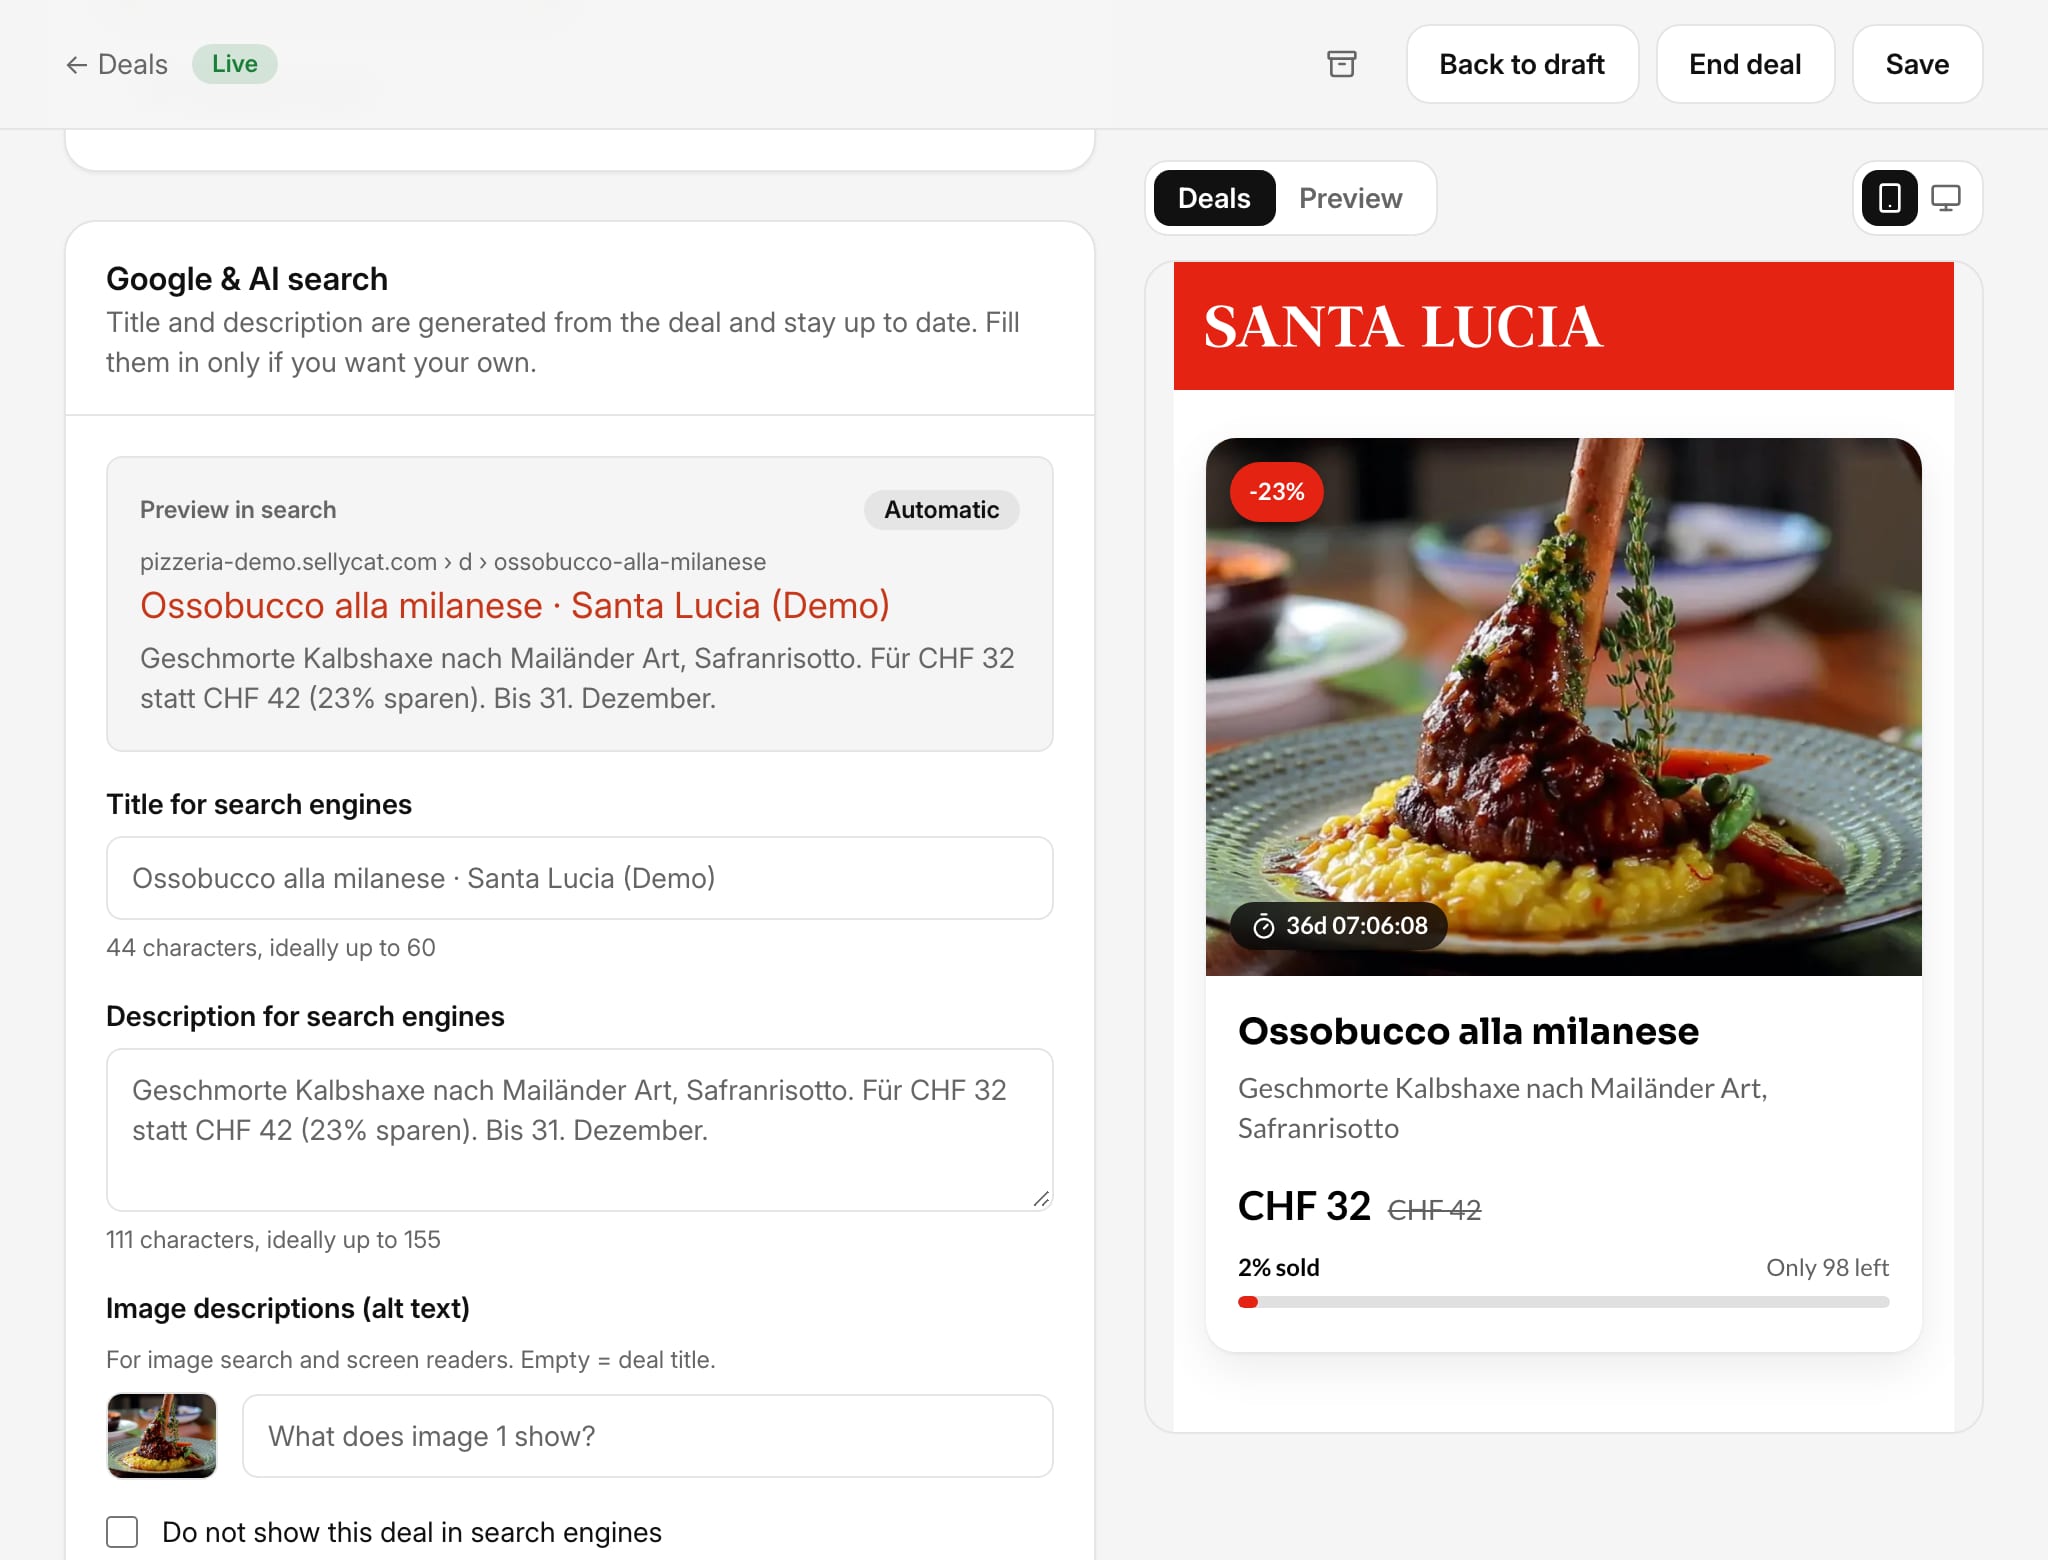 ← Deals
Live
Back to draft
End deal
Save
Google & AI search
Title and description are generated from the deal and stay up to date. Fill
them in only if you want your own.
Preview in search
Automatic
pizzeria-demo.sellycat.com › d › ossobucco-alla-milanese
Ossobucco alla milanese · Santa Lucia (Demo)
Geschmorte Kalbshaxe nach Mailänder Art, Safranrisotto. Für CHF 32
statt CHF 42 (23% sparen). Bis 31. Dezember.
Title for search engines
Ossobucco alla milanese · Santa Lucia (Demo)
44 characters, ideally up to 60
Description for search engines
Geschmorte Kalbshaxe nach Mailänder Art, Safranrisotto. Für CHF 32
statt CHF 42 (23% sparen). Bis 31. Dezember.
111 characters, ideally up to 155
Image descriptions (alt text)
For image search and screen readers. Empty = deal title.
What does image 1 show?
Do not show this deal in search engines
Deals
Preview
SANTA LUCIA
-23%
36d 07:06:08
Ossobucco alla milanese
Geschmorte Kalbshaxe nach Mailänder Art,
Safranrisotto
CHF 32 CHF 42
2% sold
Only 98 left